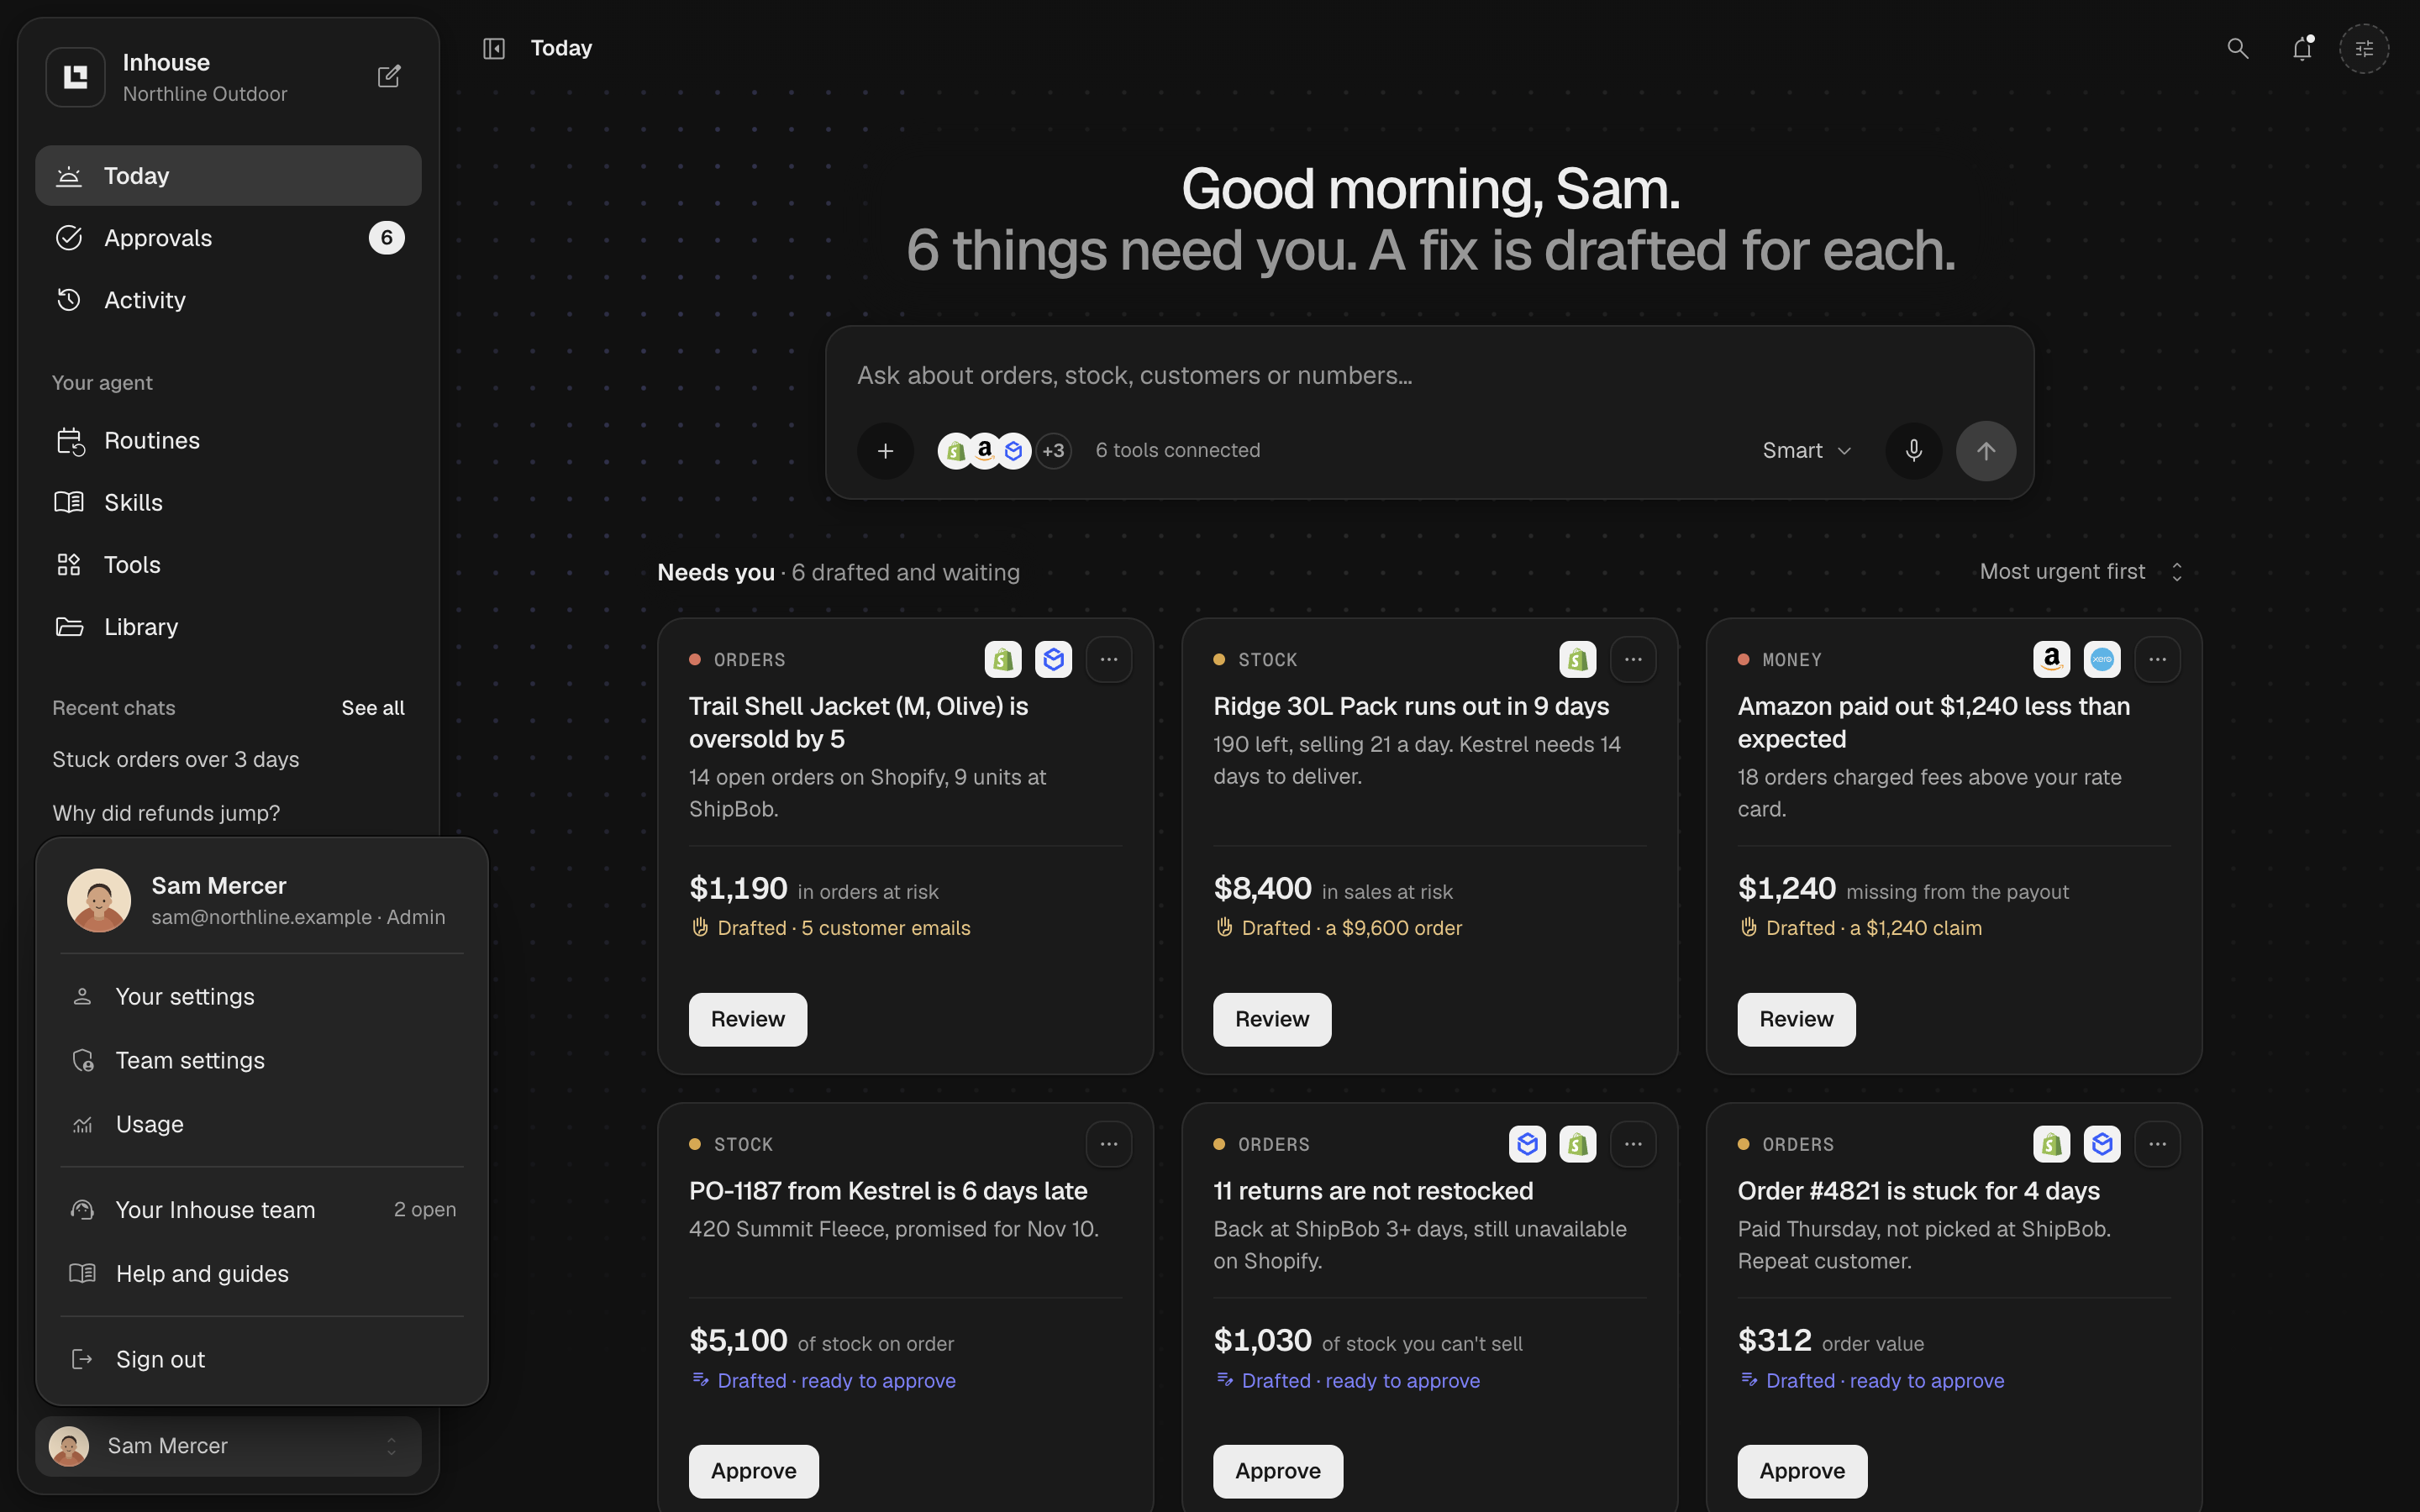 Inhouse
Northline Outdoor
Today
Approvals
6
Activity
Your agent
Routines
Skills
Tools
Library
Recent chats
See all
Stuck orders over 3 days
Why did refunds jump?
Sam Mercer
sam@northline.example · Admin
Your settings
Team settings
Usage
Your Inhouse team
2 open
Help and guides
Sign out
Sam Mercer
Today
Good morning, Sam.
6 things need you. A fix is drafted for each.
Ask about orders, stock, customers or numbers...
+3
6 tools connected
Smart
Needs you · 6 drafted and waiting
Most urgent first
ORDERS
Trail Shell Jacket (M, Olive) is
oversold by 5
14 open orders on Shopify, 9 units at
ShipBob.
$1,190 in orders at risk
Drafted · 5 customer emails
Review
STOCK
Ridge 30L Pack runs out in 9 days
190 left, selling 21 a day. Kestrel needs 14
days to deliver.
$8,400 in sales at risk
Drafted · a $9,600 order
Review
MONEY
xero
Amazon paid out $1,240 less than
expected
18 orders charged fees above your rate
card.
$1,240 missing from the payout
Drafted · a $1,240 claim
Review
STOCK
PO-1187 from Kestrel is 6 days late
420 Summit Fleece, promised for Nov 10.
$5,100 of stock on order
Drafted · ready to approve
Approve
ORDERS
11 returns are not restocked
Back at ShipBob 3+ days, still unavailable
on Shopify.
$1,030 of stock you can't sell
Drafted · ready to approve
Approve
ORDERS
Order #4821 is stuck for 4 days
Paid Thursday, not picked at ShipBob.
Repeat customer.
$312 order value
Drafted · ready to approve
Approve